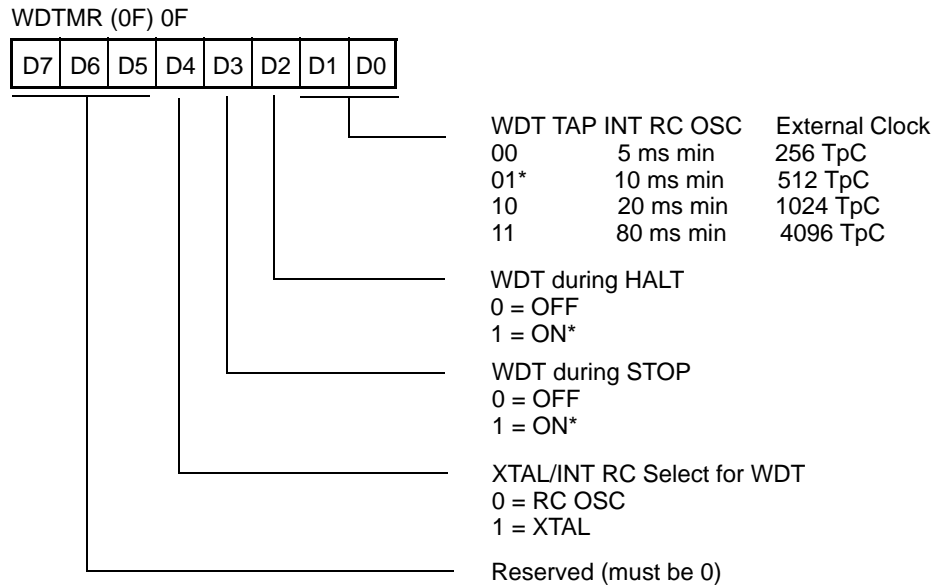 WDTMR (0F) 0F
D7 D6 D5 D4 D3 D2 D1 D0
WDT TAP INT RC OSC External Clock
00 5 ms min 256 TpC
01* 10 ms min 512 TpC
10 20 ms min 1024 TpC
11 80 ms min 4096 TpC
WDT during HALT
0 = OFF
1 = ON*
WDT during STOP
0 = OFF
1 = ON*
XTAL/INT RC Select for WDT
0 = RC OSC
1 = XTAL
Reserved (must be 0)